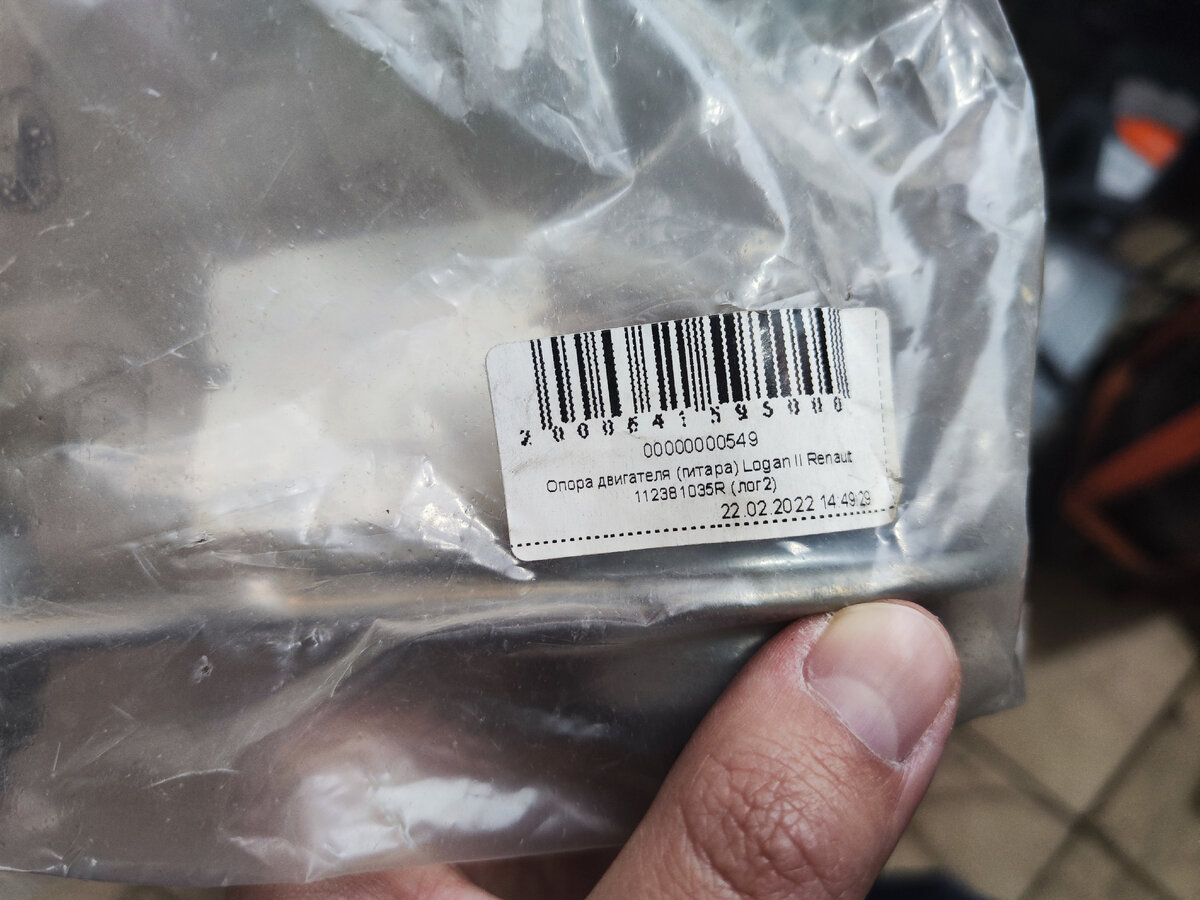 2000641595000
00000000549
Опора двигателя (гитара) Logan II Renault
112381035R (лог2)
22.02.2022 14:49:29